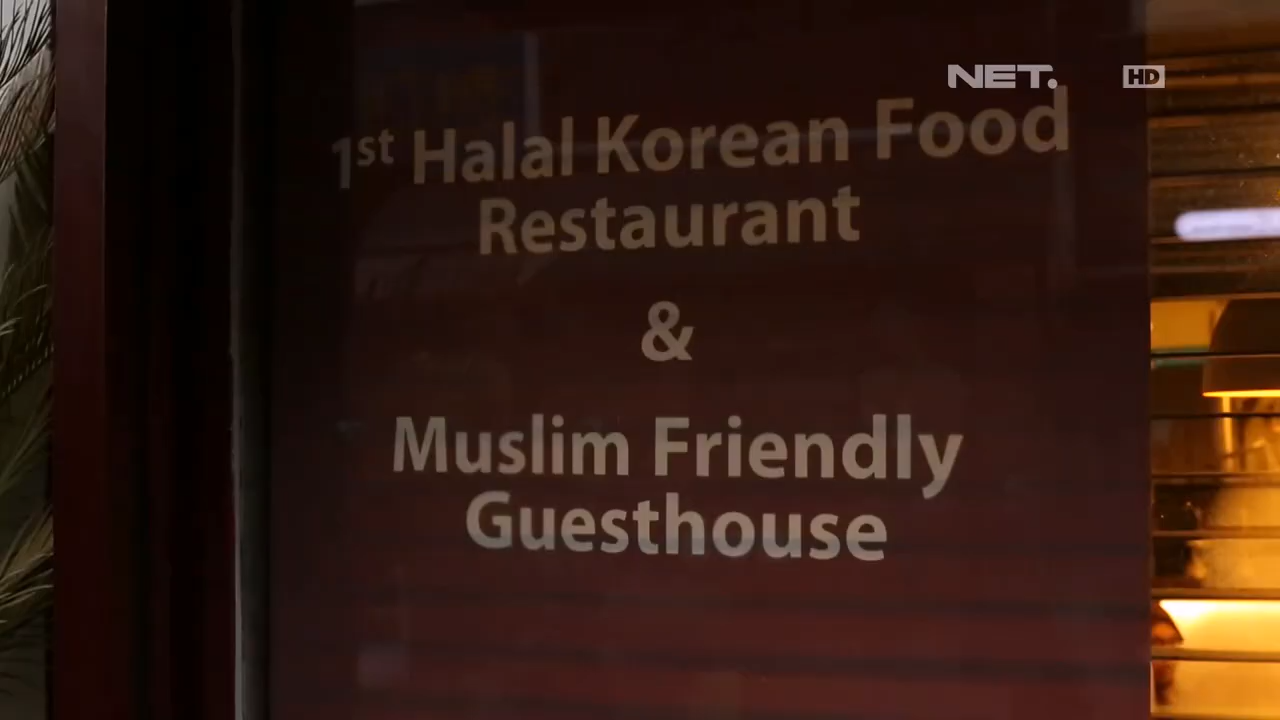 NET. HD
1st Halal Korean Food
Restaurant
&
Muslim Friendly
Guesthouse